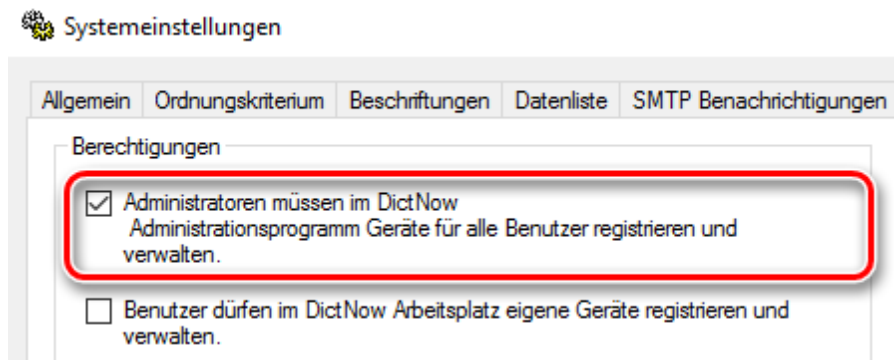 Systemeinstellungen
Allgemein Ordnungskriterium Beschriftungen Datenliste SMTP Benachrichtigungen
Berechtigungen
Administratoren müssen im DictNow
Administrationsprogramm Geräte für alle Benutzer registrieren und
verwalten.
Benutzer dürfen im DictNow Arbeitsplatz eigene Geräte registrieren und
verwalten.